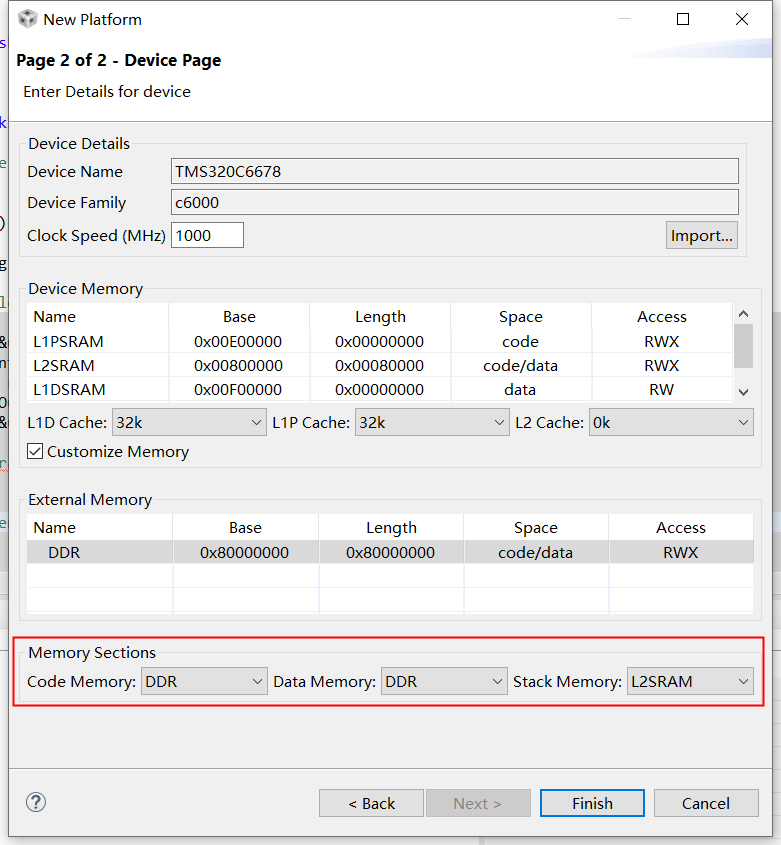 New Platform
Page 2 of 2 - Device Page
Enter Details for device
Device Details
Device Name TMS320C6678
Device Family c6000
Clock Speed (MHz) 1000 Import...
Device Memory
Name Base Length Space Access
L1PSRAM 0x00E00000 0x00000000 code RWX
L2SRAM 0x00800000 0x00080000 code/data RWX
L1DSRAM 0x00F00000 0x00000000 data RW
L1D Cache: 32k L1P Cache: 32k L2 Cache: 0k
Customize Memory
External Memory
Name Base Length Space Access
DDR 0x80000000 0x80000000 code/data RWX
Memory Sections
Code Memory: DDR Data Memory: DDR Stack Memory: L2SRAM
? < Back Next > Finish Cancel